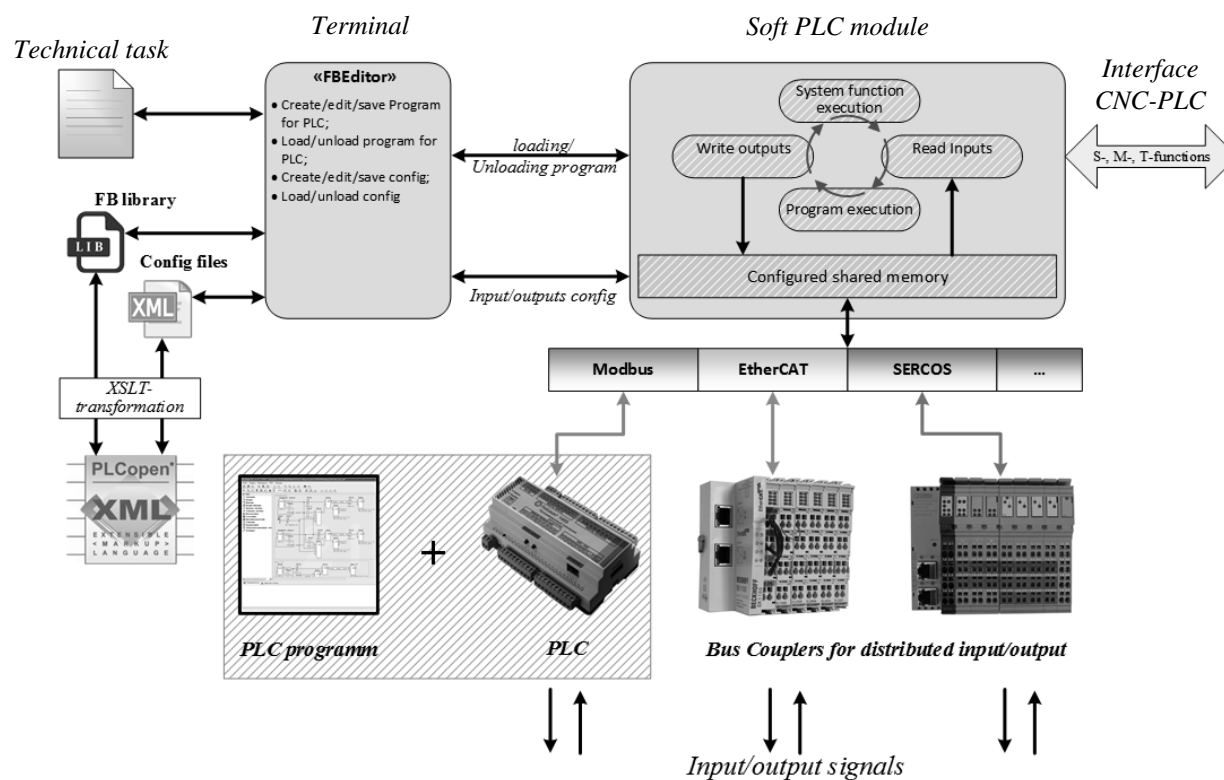 Technical task
Terminal
Soft PLC module
Interface
CNC-PLC
«FBEditor»
• Create/edit/save Program
for PLC;
• Load/unload program for
PLC;
• Create/edit/save config;
• Load/unload config
loading/
Unloading program
Input/outputs config
System function
execution
Write outputs
Read Inputs
Program execution
Configured shared memory
S-, M-, T-functions
FB library
LIB
Config files
XML
XSLT-
transformation
PLCopen
XML
EXTENSIBLE
<MARKUP>
LANGUAGE
Modbus
EtherCAT
SERCOS
...
+
PLC programm
PLC
BECKHOFF
Bus Couplers for distributed input/output
Input/output signals